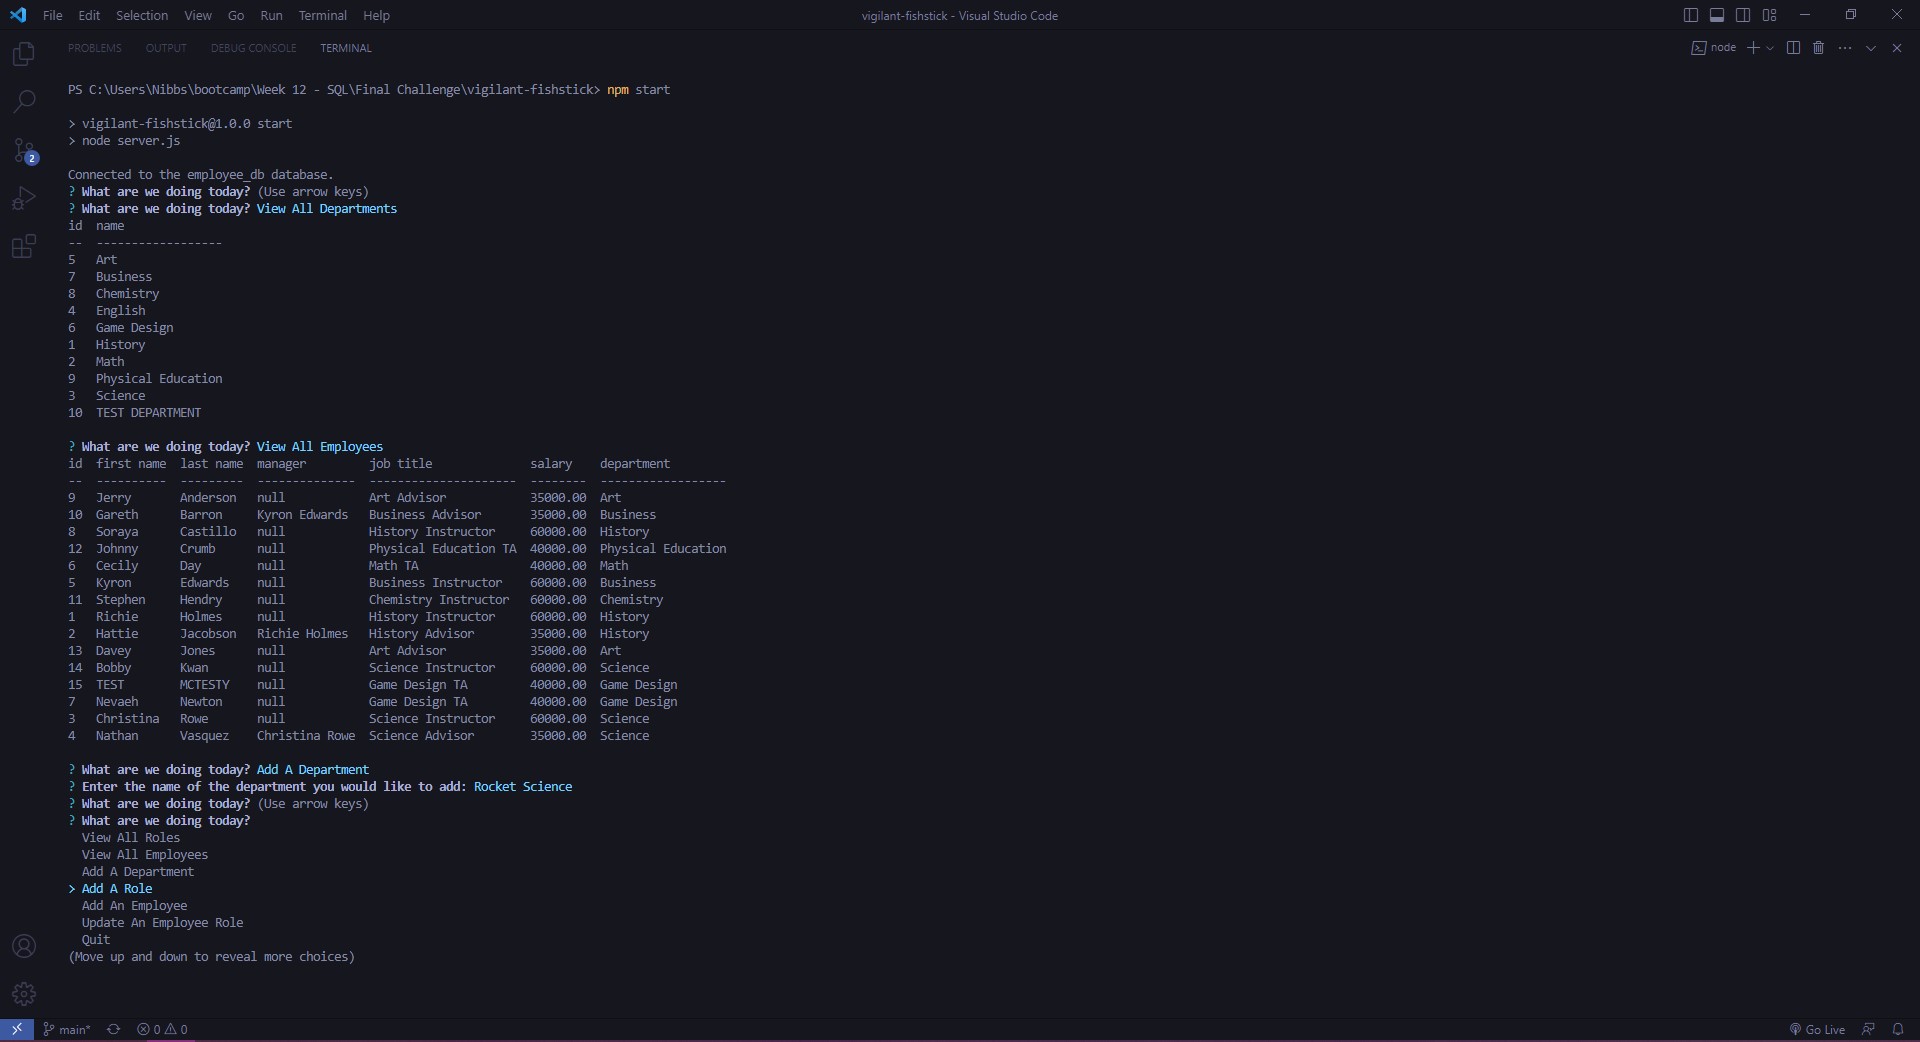 File Edit Selection View Go Run Terminal Help vigilant-fishstick - Visual Studio Code
PROBLEMS OUTPUT DEBUG CONSOLE TERMINAL node
PS C:\Users\Nibbs\bootcamp\Week 12 - SQL\Final Challenge\vigilant-fishstick> npm start
> vigilant-fishstick@1.0.0 start
> node server.js
Connected to the employee_db database.
? What are we doing today? (Use arrow keys)
? What are we doing today? View All Departments
id  name
--  ------------------
5   Art
7   Business
8   Chemistry
4   English
6   Game Design
1   History
2   Math
9   Physical Education
3   Science
10  TEST DEPARTMENT
? What are we doing today? View All Employees
id  first name  last name  manager         job title              salary    department
--  ----------  ---------  --------------  ---------------------  --------  ------------------
9   Jerry       Anderson   null            Art Advisor            35000.00  Art
10  Gareth      Barron     Kyron Edwards   Business Advisor       35000.00  Business
8   Soraya      Castillo   null            History Instructor     60000.00  History
12  Johnny      Crumb      null            Physical Education TA  40000.00  Physical Education
6   Cecily      Day        null            Math TA                40000.00  Math
5   Kyron       Edwards    null            Business Instructor    60000.00  Business
11  Stephen     Hendry     null            Chemistry Instructor   60000.00  Chemistry
1   Richie      Holmes     null            History Instructor     60000.00  History
2   Hattie      Jacobson   Richie Holmes   History Advisor        35000.00  History
13  Davey       Jones      null            Art Advisor            35000.00  Art
14  Bobby       Kwan       null            Science Instructor     60000.00  Science
15  TEST        MCTESTY    null            Game Design TA         40000.00  Game Design
7   Nevaeh      Newton     null            Game Design TA         40000.00  Game Design
3   Christina   Rowe       null            Science Instructor     60000.00  Science
4   Nathan      Vasquez    Christina Rowe  Science Advisor        35000.00  Science
? What are we doing today? Add A Department
? Enter the name of the department you would like to add: Rocket Science
? What are we doing today? (Use arrow keys)
? What are we doing today?
View All Roles
View All Employees
Add A Department
> Add A Role
Add An Employee
Update An Employee Role
Quit
(Move up and down to reveal more choices)
2
main* 0 0 Go Live